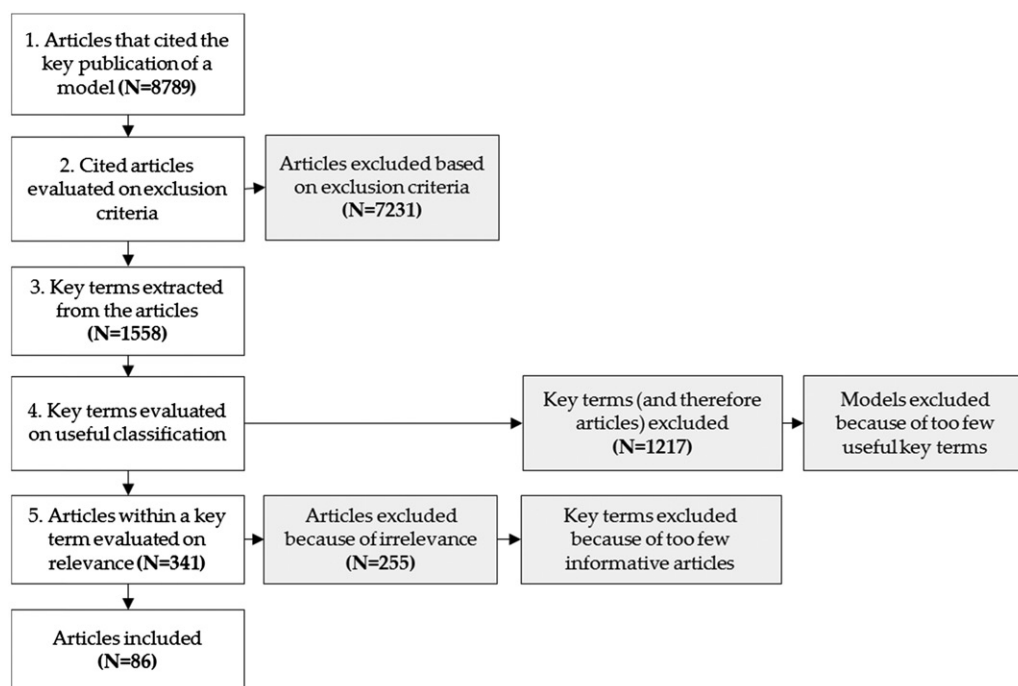 1. Articles that cited the
key publication of a
model (N=8789)
2. Cited articles
evaluated on exclusion
criteria
Articles excluded based
on exclusion criteria
(N=7231)
3. Key terms extracted
from the articles
(N=1558)
4. Key terms evaluated
on useful classification
Key terms (and therefore
articles) excluded
(N=1217)
Models excluded
because of too few
useful key terms
5. Articles within a key
term evaluated on
relevance (N=341)
Articles excluded
because of irrelevance
(N=255)
Key terms excluded
because of too few
informative articles
Articles included
(N=86)